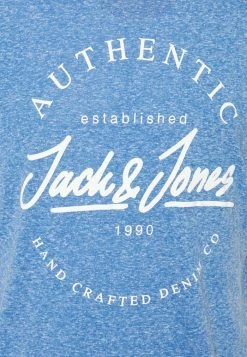 AUTHENTIC
established
Jack & Jones
1990
HAND CRAFTED DENIM CO